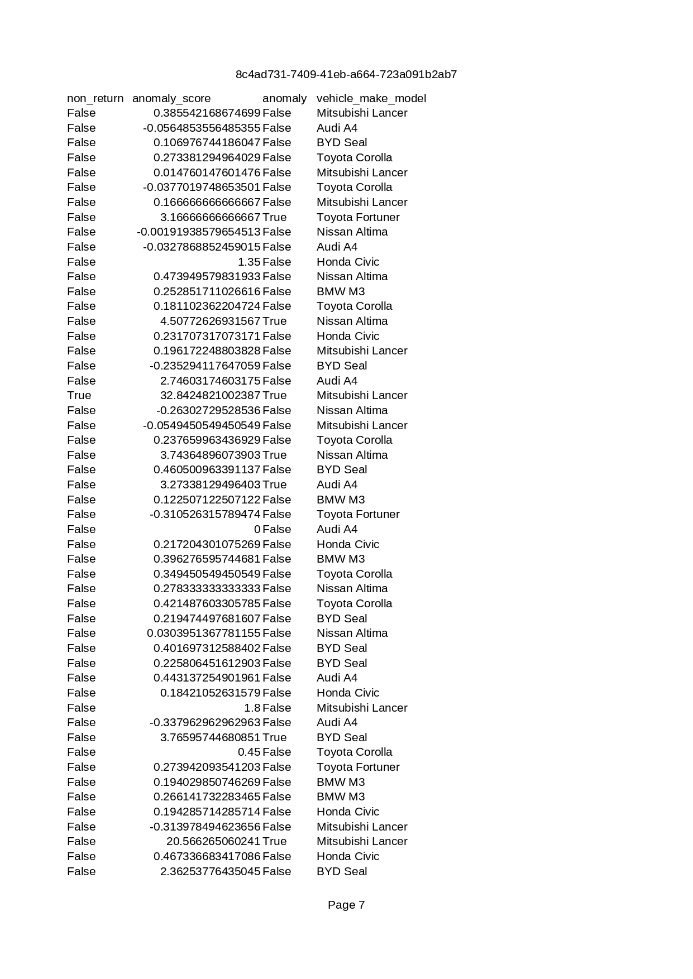 8c4ad731-7409-41eb-a664-723a091b2ab7
non_return anomaly_score anomaly vehicle_make_model
False 0.385542168674699 False Mitsubishi Lancer
False -0.0564853556485355 False Audi A4
False 0.106976744186047 False BYD Seal
False 0.273381294964029 False Toyota Corolla
False 0.014760147601476 False Mitsubishi Lancer
False -0.0377019748653501 False Toyota Corolla
False 0.166666666666667 False Mitsubishi Lancer
False 3.16666666666667 True Toyota Fortuner
False -0.00191938579654513 False Nissan Altima
False -0.0327868852459015 False Audi A4
False 1.35 False Honda Civic
False 0.473949579831933 False Nissan Altima
False 0.252851711026616 False BMW M3
False 0.181102362204724 False Toyota Corolla
False 4.50772626931567 True Nissan Altima
False 0.231707317073171 False Honda Civic
False 0.196172248803828 False Mitsubishi Lancer
False -0.235294117647059 False BYD Seal
False 2.74603174603175 False Audi A4
True 32.8424821002387 True Mitsubishi Lancer
False -0.26302729528536 False Nissan Altima
False -0.0549450549450549 False Mitsubishi Lancer
False 0.237659963436929 False Toyota Corolla
False 3.74364896073903 True Nissan Altima
False 0.460500963391137 False BYD Seal
False 3.27338129496403 True Audi A4
False 0.122507122507122 False BMW M3
False -0.310526315789474 False Toyota Fortuner
False 0 False Audi A4
False 0.217204301075269 False Honda Civic
False 0.396276595744681 False BMW M3
False 0.349450549450549 False Toyota Corolla
False 0.278333333333333 False Nissan Altima
False 0.421487603305785 False Toyota Corolla
False 0.219474497681607 False BYD Seal
False 0.0303951367781155 False Nissan Altima
False 0.401697312588402 False BYD Seal
False 0.225806451612903 False BYD Seal
False 0.443137254901961 False Audi A4
False 0.18421052631579 False Honda Civic
False 1.8 False Mitsubishi Lancer
False -0.337962962962963 False Audi A4
False 3.76595744680851 True BYD Seal
False 0.45 False Toyota Corolla
False 0.273942093541203 False Toyota Fortuner
False 0.194029850746269 False BMW M3
False 0.266141732283465 False BMW M3
False 0.194285714285714 False Honda Civic
False -0.313978494623656 False Mitsubishi Lancer
False 20.566265060241 True Mitsubishi Lancer
False 0.467336683417086 False Honda Civic
False 2.36253776435045 False BYD Seal
Page 7